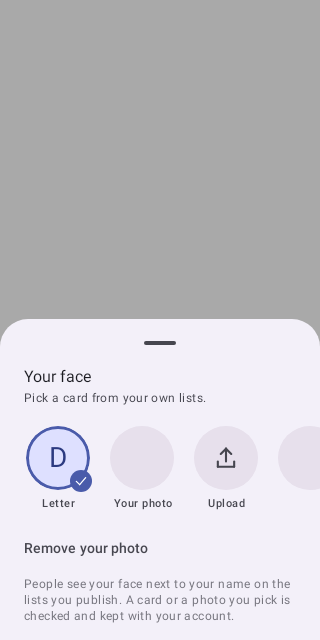 Your face
Pick a card from your own lists.
D
Letter
Your photo
Upload
Remove your photo
People see your face next to your name on the
lists you publish. A card or a photo you pick is
checked and kept with your account.